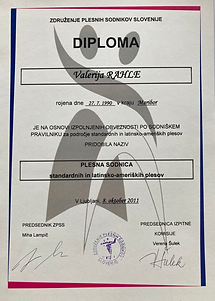 ZDRUŽENJE PLESNIH SODNIKOV SLOVENIJE
DIPLOMA
Valerija RAHLE
rojena dne 27. 7. 1990 v kraju Maribor
JE NA OSNOVI IZPOLNJENIH OBVEZNOSTI PO SODNIŠKEM
PRAVILNIKU za področje standardnih in latinsko-ameriških plesov
PRIDOBILA NAZIV
PLESNA SODNICA
standardnih in latinsko-ameriških plesov
V Ljubljani, 8. oktober 2011
PREDSEDNIK ZPSS
Miha Lampič
PREDSEDNICA IZPITNE
KOMISIJE
Verena Šulek